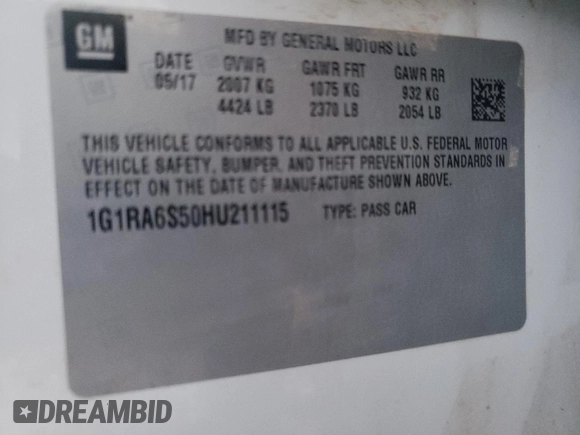 GM
MFD BY GENERAL MOTORS LLC
DATE GVWR GAWR FRT GAWR RR
05/17 2007 KG 1075 KG 932 KG
4424 LB 2370 LB 2054 LB
THIS VEHICLE CONFORMS TO ALL APPLICABLE U.S. FEDERAL MOTOR
VEHICLE SAFETY, BUMPER, AND THEFT PREVENTION STANDARDS IN
EFFECT ON THE DATE OF MANUFACTURE SHOWN ABOVE.
1G1RA6S50HU211115 TYPE: PASS CAR
DREAMBID